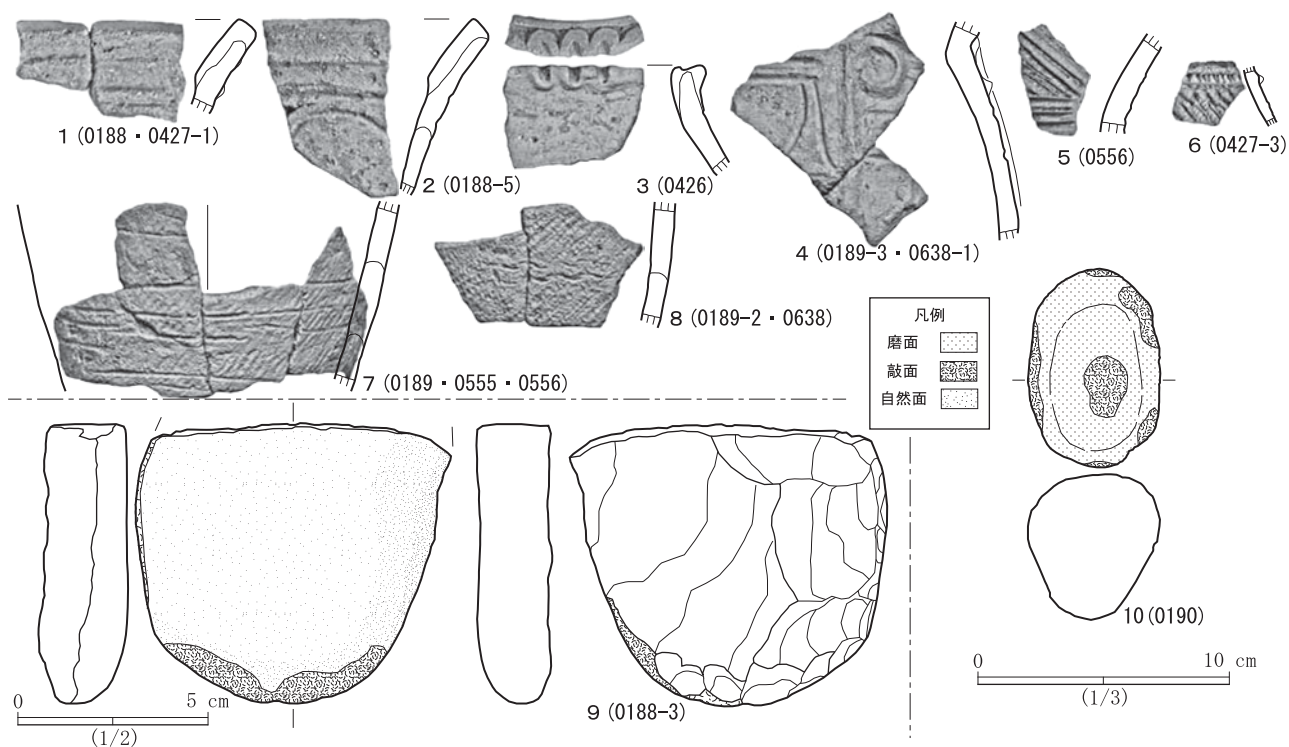 1 (0188・0427-1)
2 (0188-5)
3 (0426)
4 (0189-3・0638-1)
5 (0556)
6 (0427-3)
7 (0189・0555・0556)
8 (0189-2・0638)
凡例
磨面
敲面
自然面
9 (0188-3)
10 (0190)
0 5 cm
(1/2)
0 10 cm
(1/3)